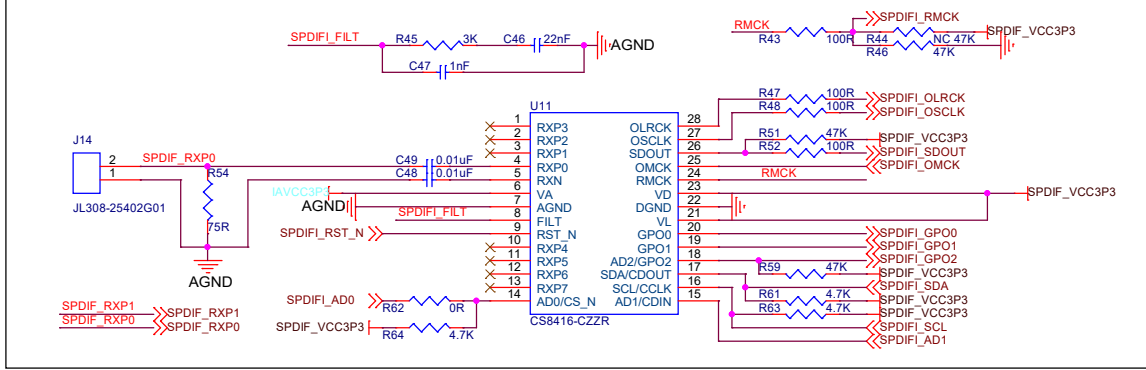 SPDIFI_FILT
R45
3K
C46
22nF
AGND
C47
1nF
RMCK
R43
100R
SPDIFI_RMCK
R44
NC 47K
SPDIF_VCC3P3
R46
47K
J14
2
1
JL308-25402G01
SPDIF_RXP0
R54
75R
AGND
C49
0.01uF
C48
0.01uF
IAVCC3P3
AGND
SPDIFI_FILT
SPDIFI_RST_N
SPDIFI_AD0
R62
0R
SPDIF_VCC3P3
R64
4.7K
SPDIF_RXP1
SPDIF_RXP1
SPDIF_RXP0
SPDIF_RXP0
U11
1 RXP3 OLRCK 28
2 RXP2 OSCLK 27
3 RXP1 SDOUT 26
4 RXP0 OMCK 25
5 RXN RMCK 24
6 VA VD 23
7 AGND DGND 22
8 FILT VL 21
9 RST_N GPO0 20
10 RXP4 GPO1 19
11 RXP5 AD2/GPO2 18
12 RXP6 SDA/CDOUT 17
13 RXP7 SCL/CCLK 16
14 AD0/CS_N AD1/CDIN 15
CS8416-CZZR
R47
100R
SPDIFI_OLRCK
R48
100R
SPDIFI_OSCLK
R51
47K
SPDIF_VCC3P3
R52
100R
SPDIFI_SDOUT
SPDIFI_OMCK
RMCK
SPDIF_VCC3P3
SPDIFI_GPO0
SPDIFI_GPO1
SPDIFI_GPO2
R59
47K
SPDIF_VCC3P3
SPDIFI_SDA
R61
4.7K
SPDIF_VCC3P3
R63
4.7K
SPDIF_VCC3P3
SPDIFI_SCL
SPDIFI_AD1